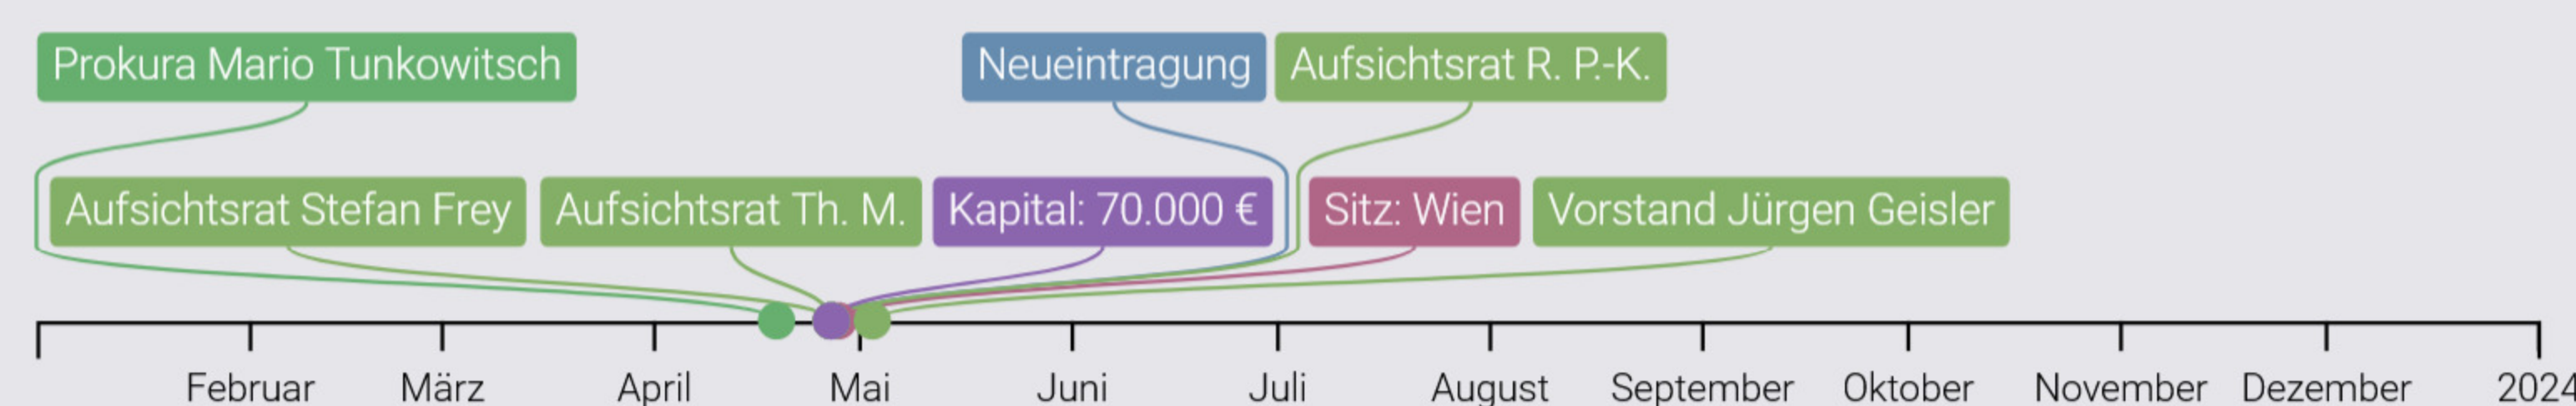 Prokura Mario Tunkowitsch
Neueintragung
Aufsichtsrat R. P.-K.
Aufsichtsrat Stefan Frey
Aufsichtsrat Th. M.
Kapital: 70.000 €
Sitz: Wien
Vorstand Jürgen Geisler
Februar März April Mai Juni Juli August September Oktober November Dezember 2024